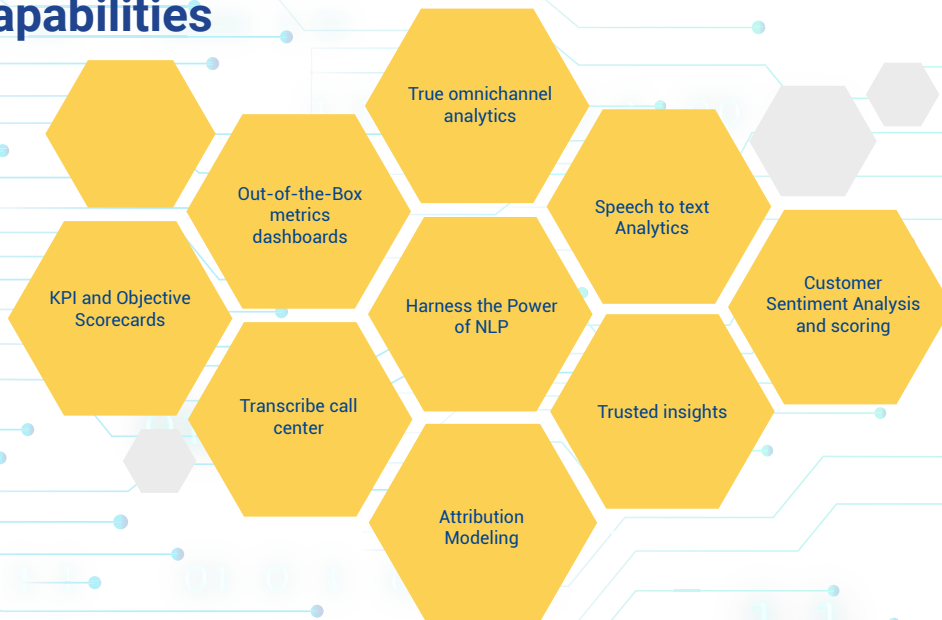 apabilities
True omnichannel
analytics
Out-of-the-Box
metrics
dashboards
Speech to text
Analytics
KPI and Objective
Scorecards
Harness the Power
of NLP
Customer
Sentiment Analysis
and scoring
Transcribe call
center
Trusted insights
Attribution
Modeling